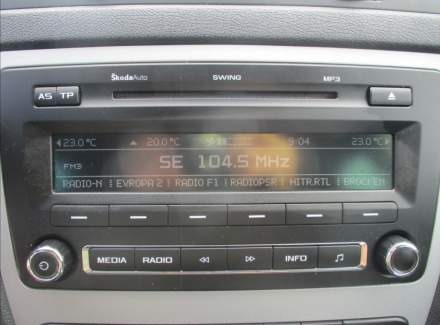 ŠkodaAuto SWING MP3
AS TP
23.0 °C 20.0 °C 9:04 23.0 °C
FM3 SE 104.5 MHz
RADIO-N | EVROPA 2 | RADIO F1 | RADIOPSR | HITR.RTL | BROCKEN
MEDIA RADIO INFO